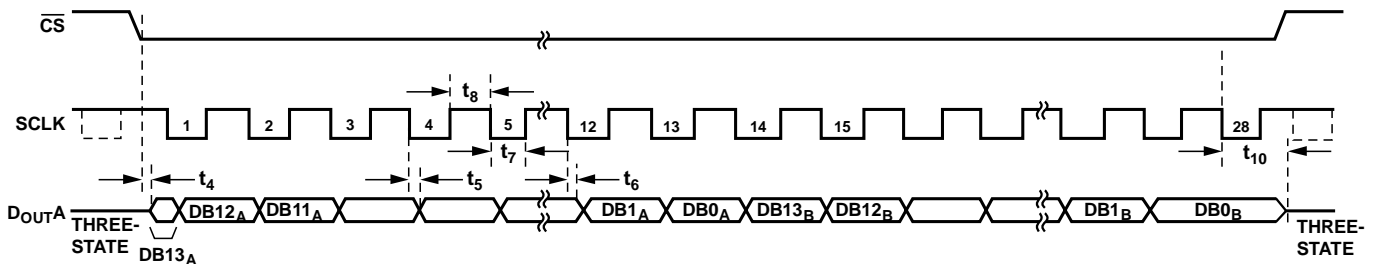 CS
t8
SCLK 1 2 3 4 5 12 13 14 15 28
t7
t10
t4 t5 t6
DOUTA DB12A DB11A DB1A DB0A DB13B DB12B DB1B DB0B
THREE-
STATE
THREE-
STATE
DB13A